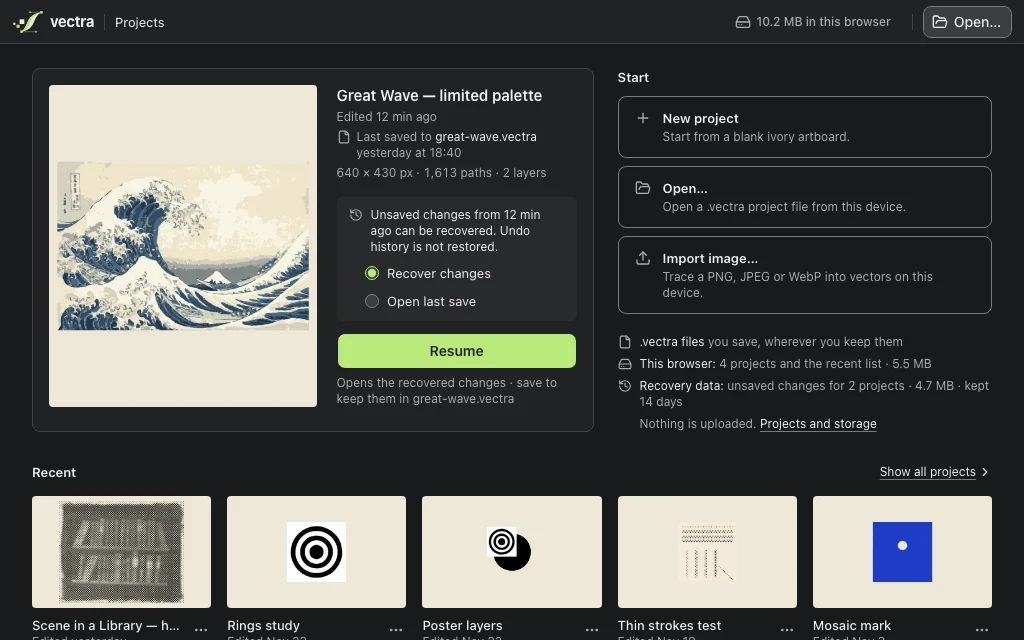 vectra
Projects
10.2 MB in this browser
Open...
Great Wave — limited palette
Edited 12 min ago
Last saved to great-wave.vectra
yesterday at 18:40
640 × 430 px · 1,613 paths · 2 layers
Unsaved changes from 12 min
ago can be recovered. Undo
history is not restored.
Recover changes
Open last save
Resume
Opens the recovered changes · save to
keep them in great-wave.vectra
Start
New project
Start from a blank ivory artboard.
Open...
Open a .vectra project file from this device.
Import image...
Trace a PNG, JPEG or WebP into vectors on this
device.
.vectra files you save, wherever you keep them
This browser: 4 projects and the recent list · 5.5 MB
Recovery data: unsaved changes for 2 projects · 4.7 MB · kept
14 days
Nothing is uploaded. Projects and storage
Recent
Show all projects
Scene in a Library — h...
Rings study
Poster layers
Thin strokes test
Mosaic mark